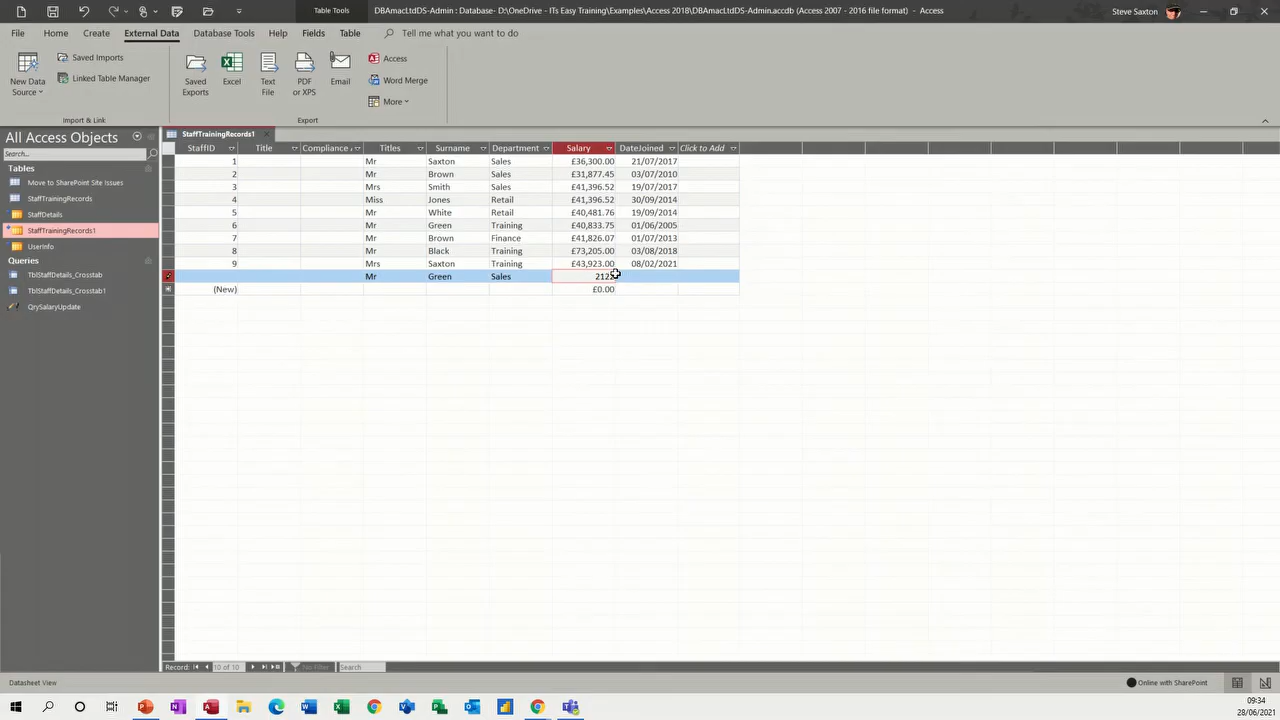 Table Tools
DBAmacLtdDS-Admin : Database- D:\OneDrive - ITs Easy Training\Examples\Access 2018\DBAmacLtdDS-Admin.accdb (Access 2007 - 2016 file format) - Access
Steve Saxton
File Home Create External Data Database Tools Help Fields Table Tell me what you want to do
New Data Source
Saved Imports
Linked Table Manager
Saved Exports
Excel
Text File
PDF or XPS
Email
Access
Word Merge
More
Import & Link
Export
All Access Objects
Search...
Tables
Move to SharePoint Site Issues
StaffTrainingRecords
StaffDetails
StaffTrainingRecords1
UserInfo
Queries
TblStaffDetails_Crosstab
TblStaffDetails_Crosstab1
QrySalaryUpdate
StaffTrainingRecords1
StaffID Title Compliance Titles Surname Department Salary DateJoined Click to Add
1 Mr Saxton Sales £36,300.00 21/07/2017
2 Mr Brown Sales £31,877.45 03/07/2010
3 Mrs Smith Sales £41,396.52 19/07/2017
4 Miss Jones Retail £41,396.52 30/09/2014
5 Mr White Retail £40,481.76 19/09/2014
6 Mr Green Training £40,833.75 01/06/2005
7 Mr Brown Finance £41,826.07 01/07/2013
8 Mr Black Training £73,205.00 03/08/2018
9 Mrs Saxton Training £43,923.00 08/02/2021
Mr Green Sales
(New) £0.00
Record: 10 of 10 No Filter Search
Datasheet View
Online with SharePoint
09:34
28/06/2021